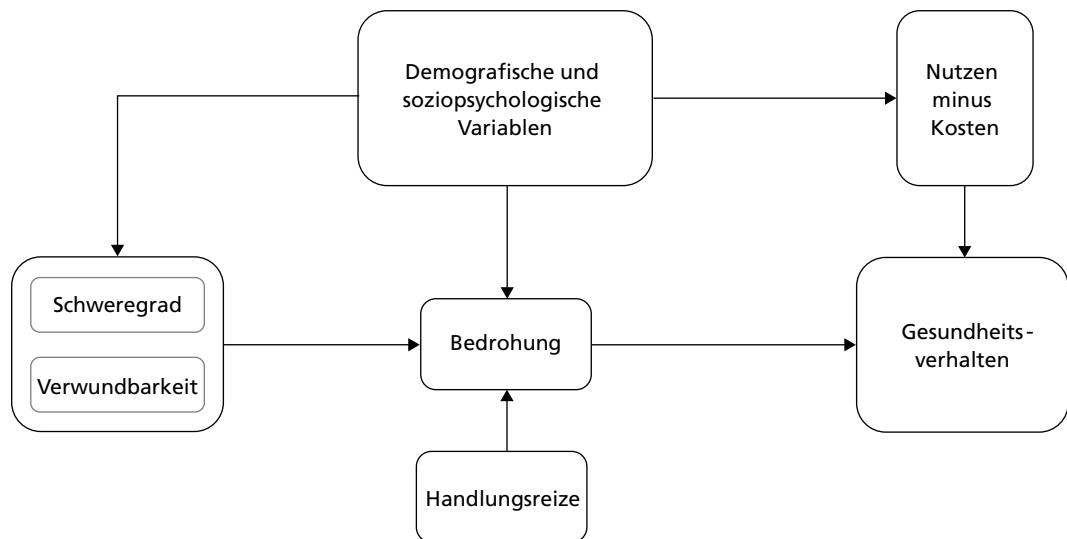 Demografische und
soziopsychologische
Variablen
Nutzen
minus
Kosten
Schweregrad
Verwundbarkeit
Bedrohung
Gesundheits-
verhalten
Handlungsreize